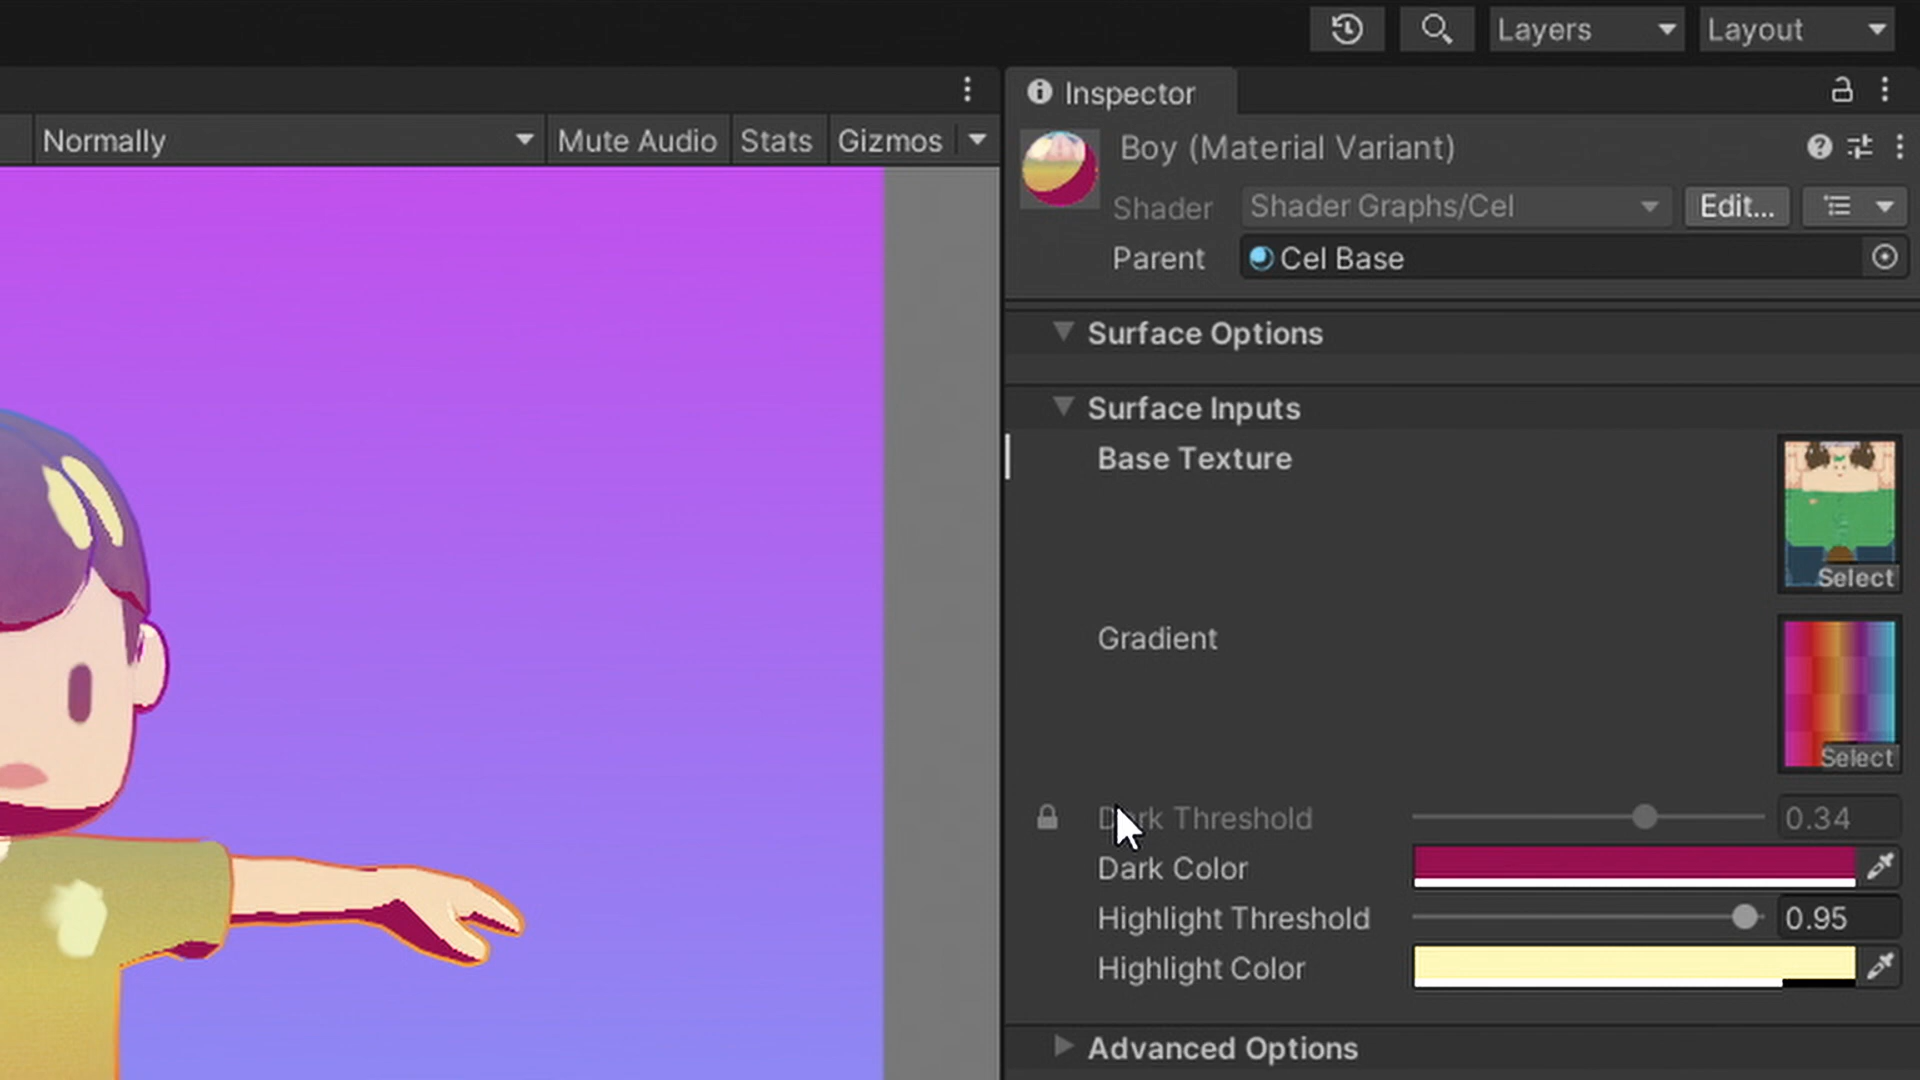 Layers
Layout
Inspector
Normally
Mute Audio
Stats
Gizmos
Boy (Material Variant)
Shader
Shader Graphs/Cel
Edit...
Parent
Cel Base
Surface Options
Surface Inputs
Base Texture
Select
Gradient
Select
Dark Threshold
0.34
Dark Color
Highlight Threshold
0.95
Highlight Color
Advanced Options